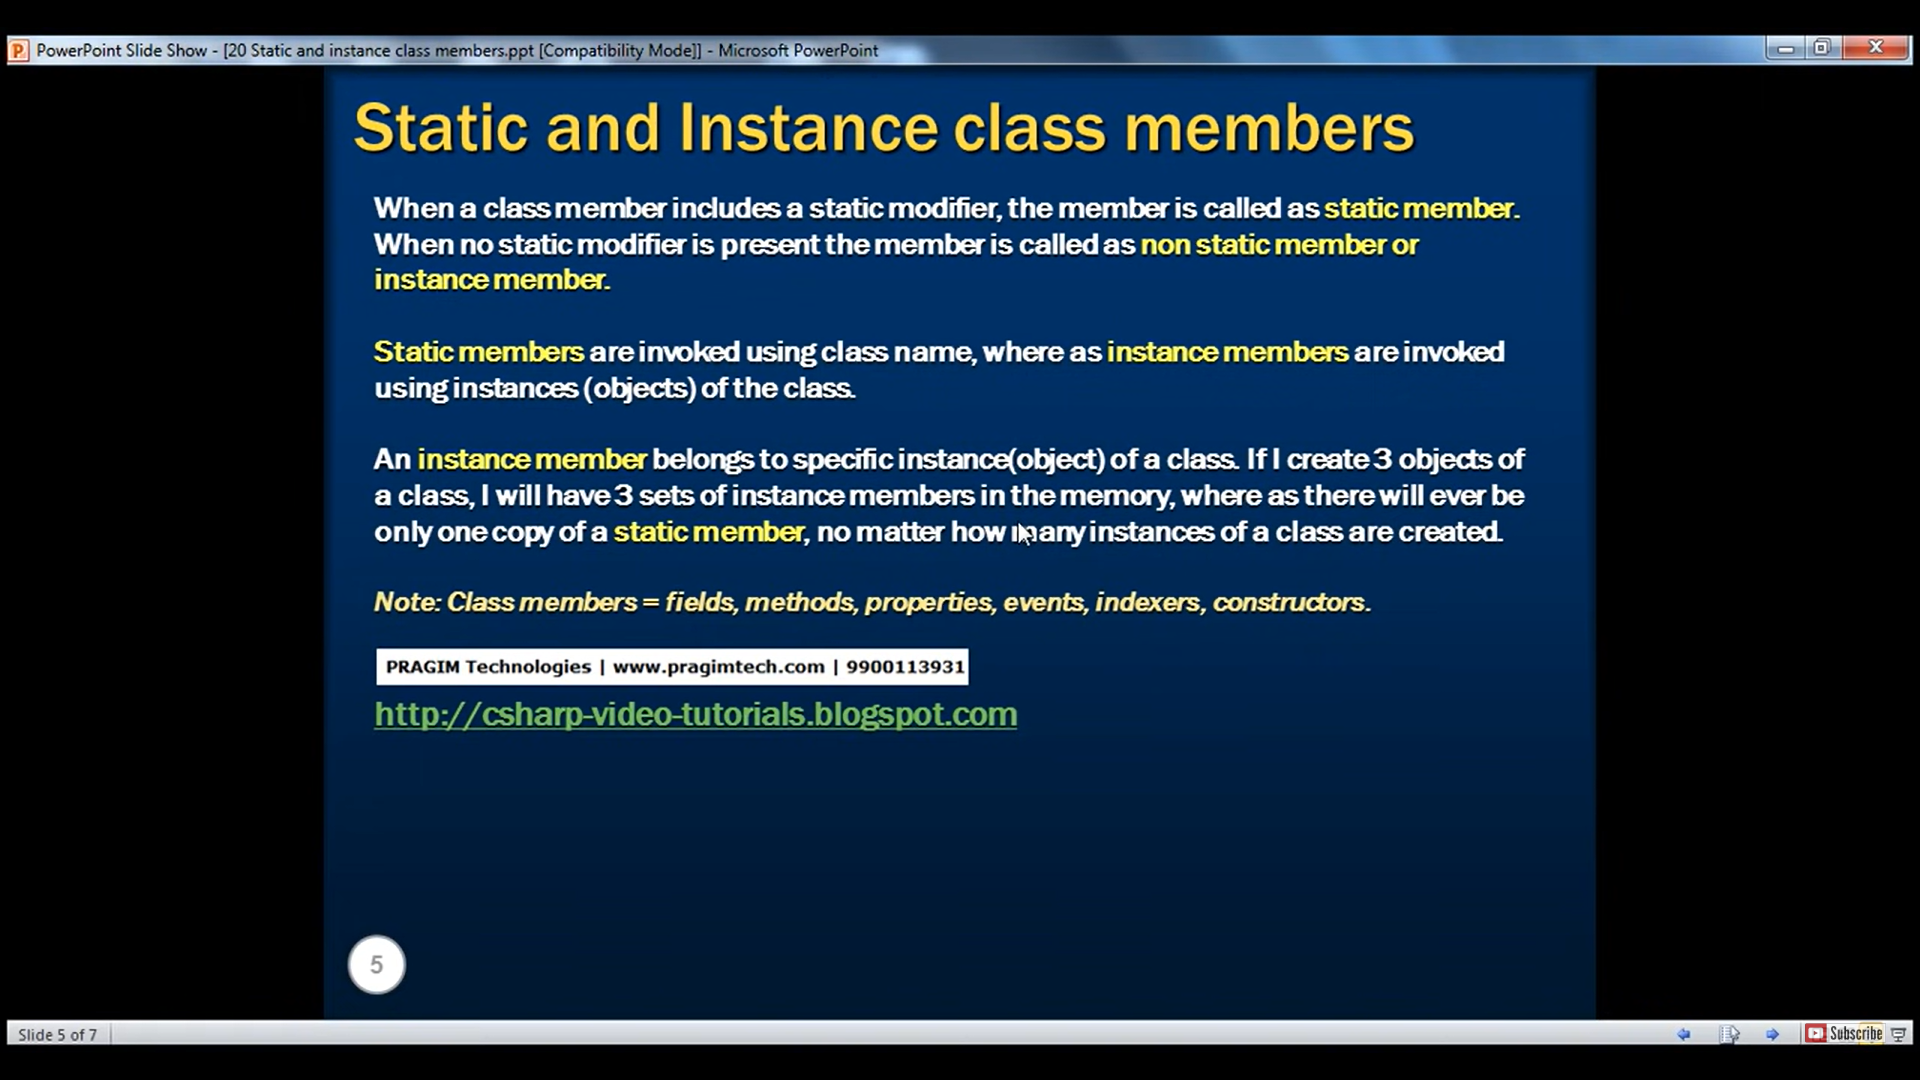 PowerPoint Slide Show - [20 Static and instance class members.ppt [Compatibility Mode]] - Microsoft PowerPoint
Static and Instance class members
When a class member includes a static modifier, the member is called as static member.
When no static modifier is present the member is called as non static member or
instance member.
Static members are invoked using class name, where as instance members are invoked
using instances (objects) of the class.
An instance member belongs to specific instance(object) of a class. If I create 3 objects of
a class, I will have 3 sets of instance members in the memory, where as there will ever be
only one copy of a static member, no matter how many instances of a class are created.
Note: Class members = fields, methods, properties, events, indexers, constructors.
PRAGIM Technologies | www.pragimtech.com | 9900113931
http://csharp-video-tutorials.blogspot.com
5
Slide 5 of 7
Subscribe